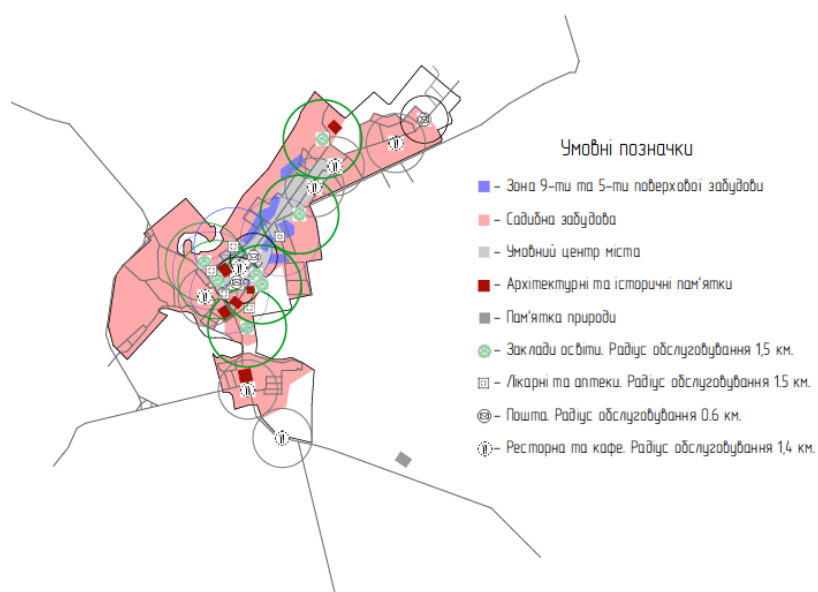 Умовні позначки
– Зона 9-ти та 5-ти поверхової забудови
– Садибна забудова
– Умовний центр міста
– Архітектурні та історичні пам'ятки
– Пам'ятка природи
– Заклади освіти. Радіус обслуговування 1,5 км.
– Лікарні та аптеки. Радіус обслуговування 1.5 км.
– Пошта. Радіус обслуговування 0.6 км.
– Ресторна та кафе. Радіус обслуговування 1,4 км.